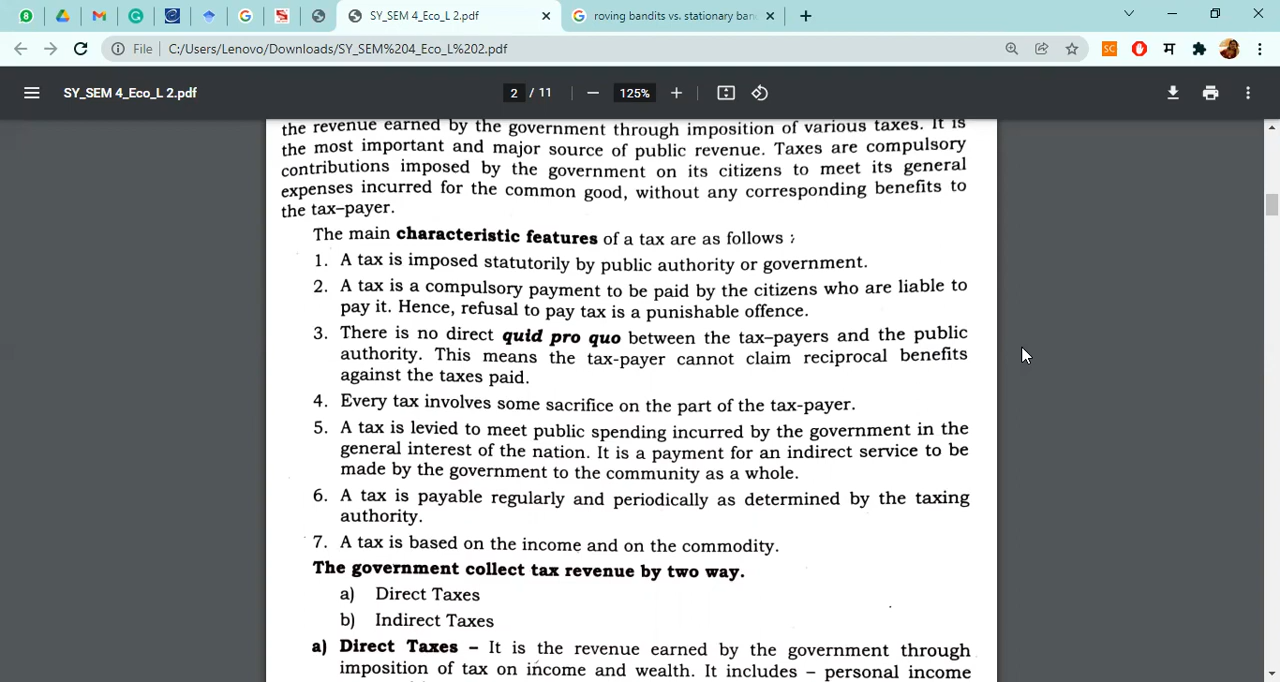 SY_SEM 4_Eco_L 2.pdf
roving bandits vs. stationary ban
File C:/Users/Lenovo/Downloads/SY_SEM%204_Eco_L%202.pdf
SY_SEM 4_Eco_L 2.pdf
2 / 11
125%
the revenue earned by the government through imposition of various taxes. It is
the most important and major source of public revenue. Taxes are compulsory
contributions imposed by the government on its citizens to meet its general
expenses incurred for the common good, without any corresponding benefits to
the tax-payer.
The main characteristic features of a tax are as follows :
1. A tax is imposed statutorily by public authority or government.
2. A tax is a compulsory payment to be paid by the citizens who are liable to
pay it. Hence, refusal to pay tax is a punishable offence.
3. There is no direct quid pro quo between the tax-payers and the public
authority. This means the tax-payer cannot claim reciprocal benefits
against the taxes paid.
4. Every tax involves some sacrifice on the part of the tax-payer.
5. A tax is levied to meet public spending incurred by the government in the
general interest of the nation. It is a payment for an indirect service to be
made by the government to the community as a whole.
6. A tax is payable regularly and periodically as determined by the taxing
authority.
7. A tax is based on the income and on the commodity.
The government collect tax revenue by two way.
a) Direct Taxes
b) Indirect Taxes
a) Direct Taxes – It is the revenue earned by the government through
imposition of tax on income and wealth. It includes – personal income